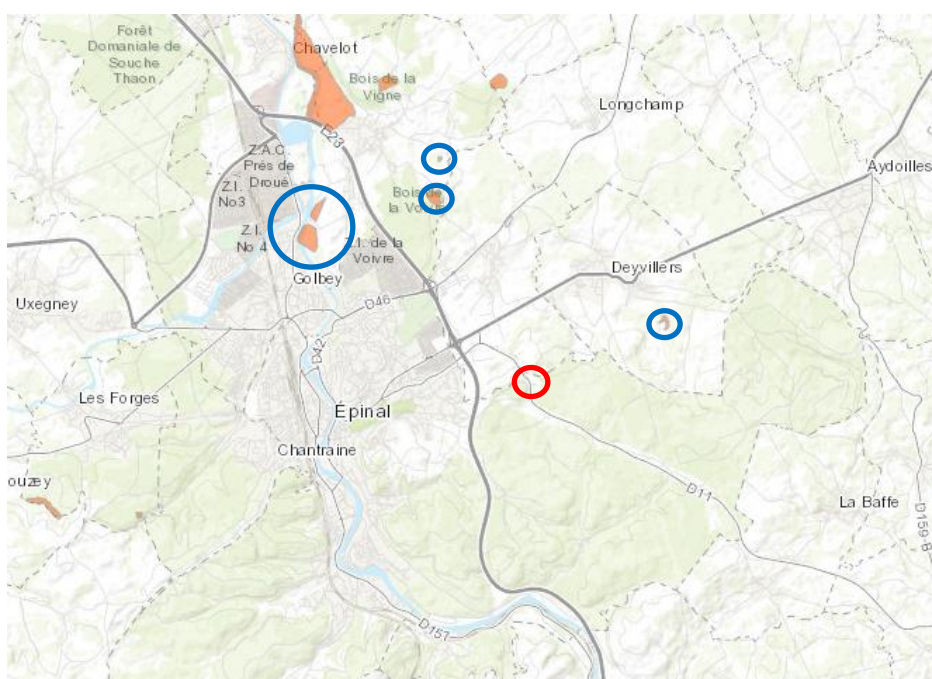 Forêt
Domaniale de
Souche
Thaon
Chavelot
Bois de la
Vigne
Longchamp
E23
Z.A.C.
Prés de
Droué
Z.I.
No3
Aydoilles
Bois de
la Voivre
Z.I.
No 4
Z.I. de la
Voivre
Golbey
Deyvillers
Uxegney
D46
D42
Les Forges
Épinal
Chantraine
ouzey
D11
La Baffe
D159-8
D157